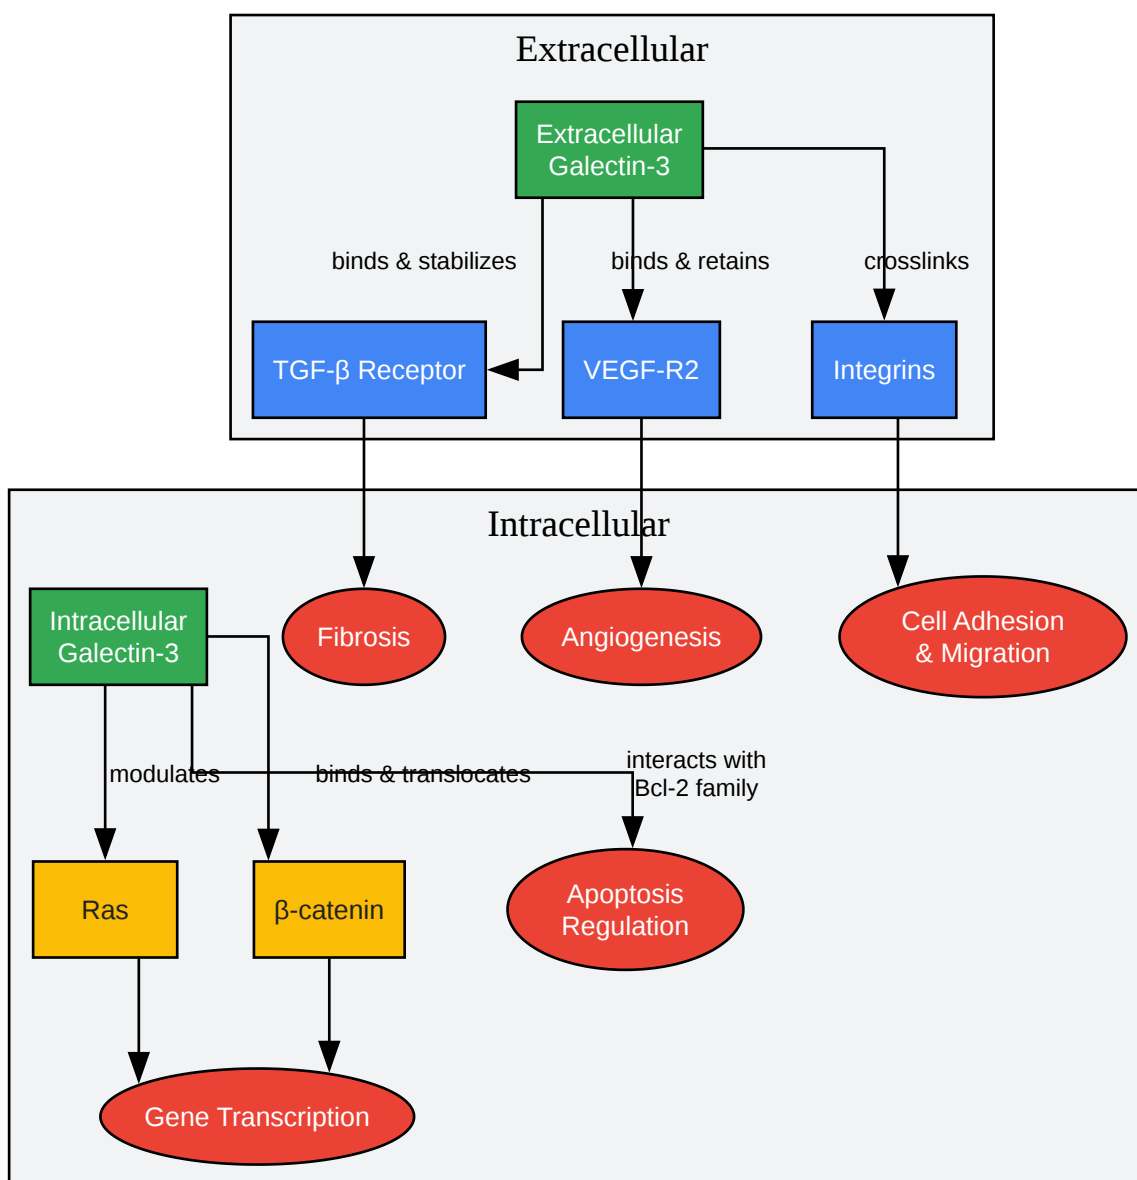 Extracellular
Extracellular
Galectin-3
binds & stabilizes
binds & retains
crosslinks
TGF-β Receptor
VEGF-R2
Integrins
Intracellular
Intracellular
Galectin-3
Fibrosis
Angiogenesis
Cell Adhesion
& Migration
modulates
binds & translocates
interacts with
Bcl-2 family
Ras
β-catenin
Apoptosis
Regulation
Gene Transcription